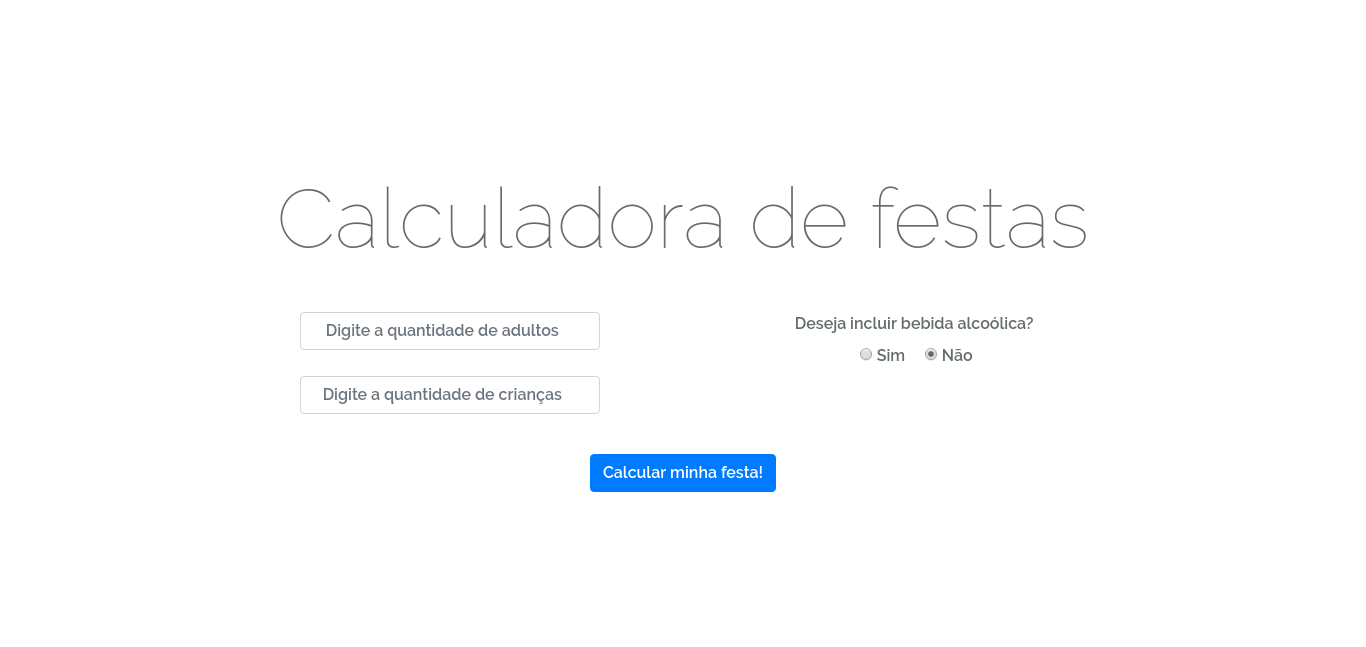 Calculadora de festas
Digite a quantidade de adultos
Digite a quantidade de crianças
Deseja incluir bebida alcoólica?
Sim Não
Calcular minha festa!